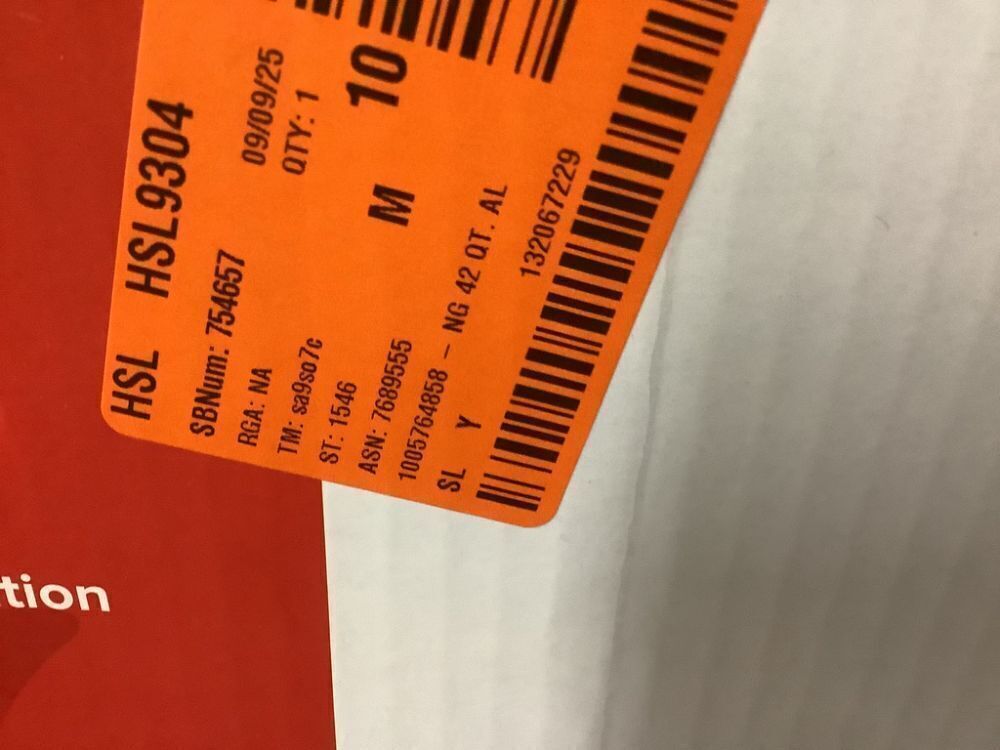 HSL HSL9304
SBNum: 754657
RGA: NA 09/09/25
TM: sa9so7c QTY: 1
ST: 1546
ASN: 7689555 M 10
1005764858 – NG 42 QT. AL
SL Y
132067229
tion